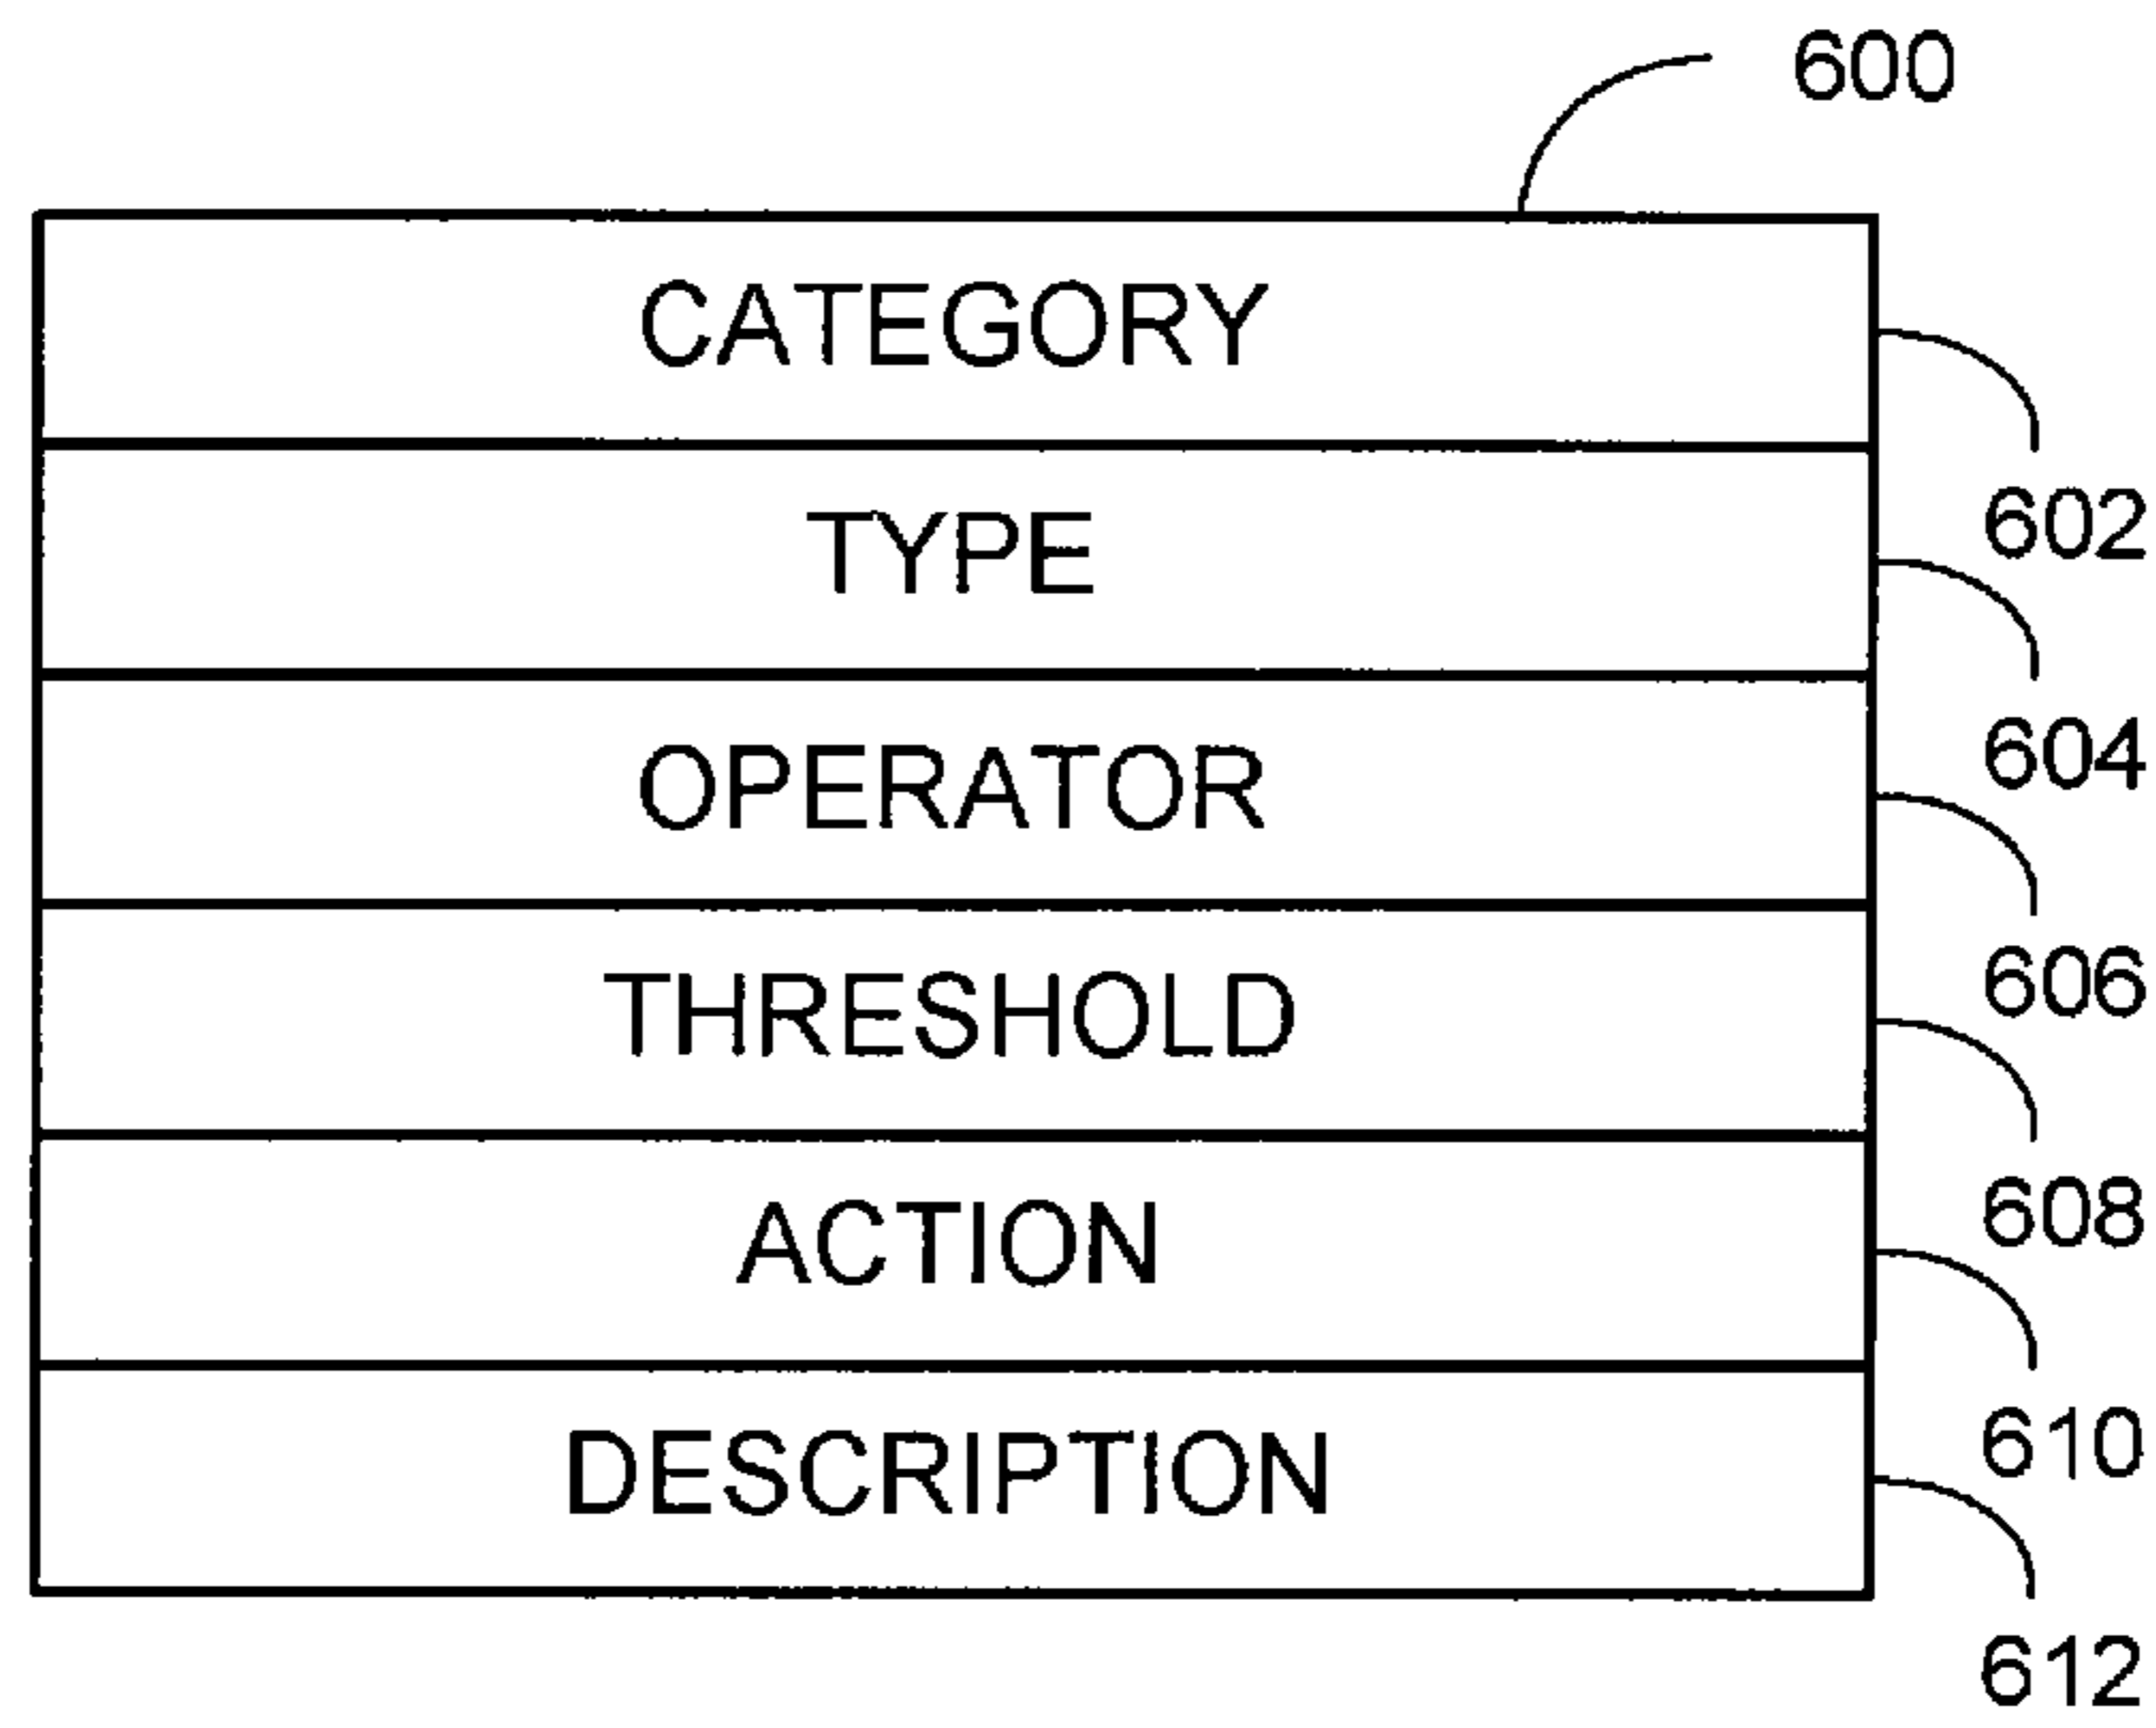 600
CATEGORY
602
TYPE
604
OPERATOR
606
THRESHOLD
608
ACTION
610
DESCRIPTION
612